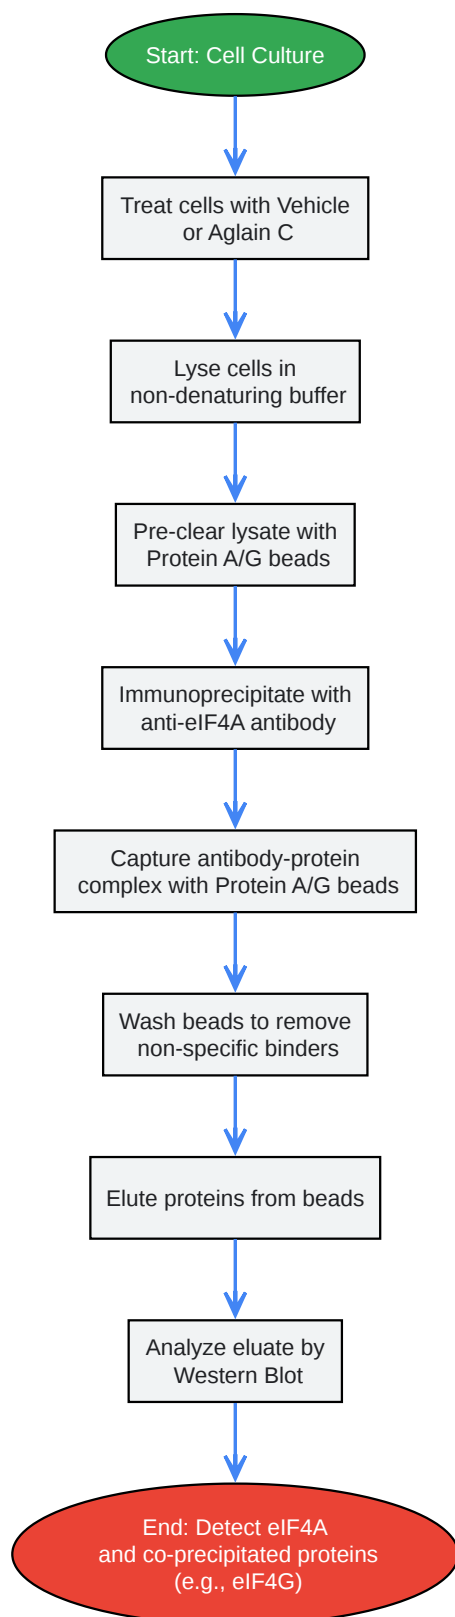 Start: Cell Culture
Treat cells with Vehicle
or Aglain C
Lyse cells in
non-denaturing buffer
Pre-clear lysate with
Protein A/G beads
Immunoprecipitate with
anti-eIF4A antibody
Capture antibody-protein
complex with Protein A/G beads
Wash beads to remove
non-specific binders
Elute proteins from beads
Analyze eluate by
Western Blot
End: Detect eIF4A
and co-precipitated proteins
(e.g., eIF4G)